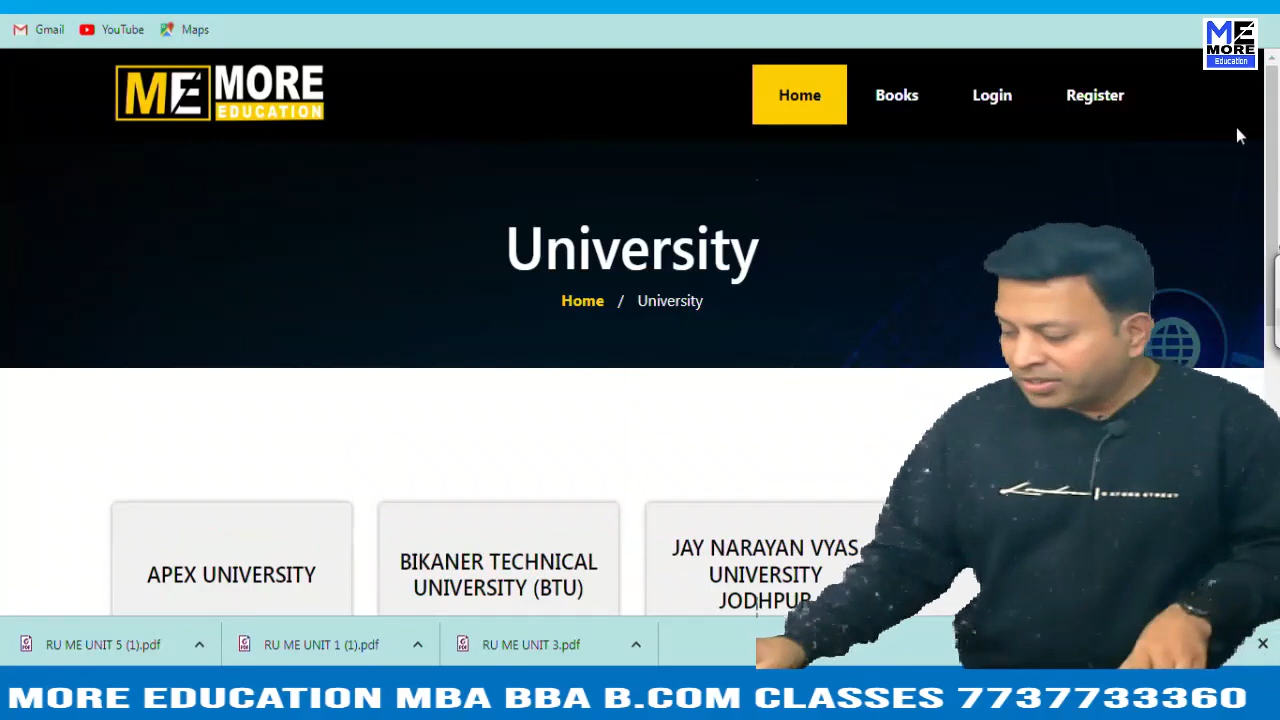 Gmail YouTube Maps
ME MORE EDUCATION
Home Books Login Register
ME MORE Education
University
Home / University
APEX UNIVERSITY
BIKANER TECHNICAL
UNIVERSITY (BTU)
JAY NARAYAN VYAS
UNIVERSITY
JODHPUR
RU ME UNIT 5 (1).pdf RU ME UNIT 1 (1).pdf RU ME UNIT 3.pdf
MORE EDUCATION MBA BBA B.COM CLASSES 7737733360